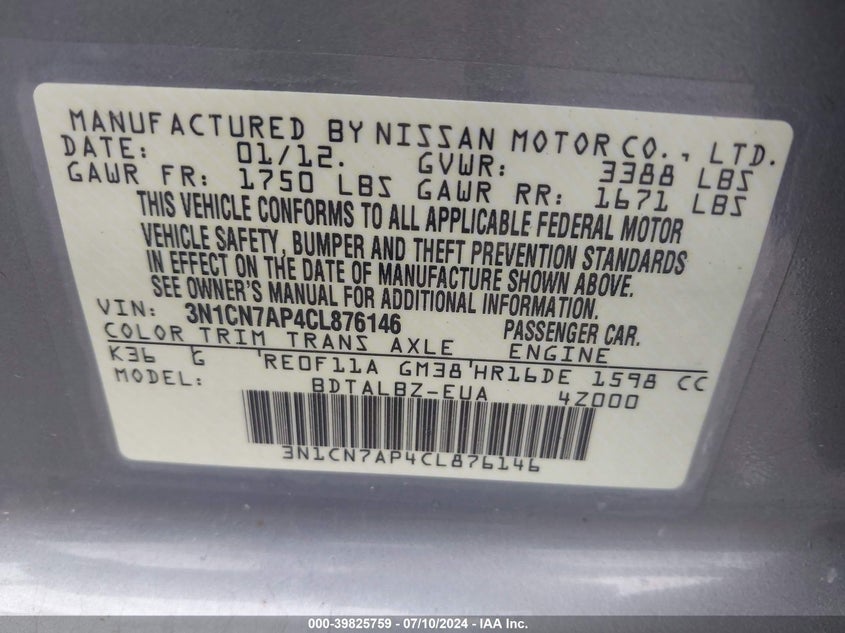 MANUFACTURED BY NISSAN MOTOR CO., LTD.
DATE: 01/12. GVWR: 3388 LBS
GAWR FR: 1750 LBS GAWR RR: 1671 LBS
THIS VEHICLE CONFORMS TO ALL APPLICABLE FEDERAL MOTOR
VEHICLE SAFETY, BUMPER AND THEFT PREVENTION STANDARDS
IN EFFECT ON THE DATE OF MANUFACTURE SHOWN ABOVE.
SEE OWNER'S MANUAL FOR ADDITIONAL INFORMATION.
VIN: 3N1CN7AP4CL876146 PASSENGER CAR.
COLOR TRIM TRANS AXLE ENGINE
K36 G RE0F11A GM38 HR16DE 1598 CC
MODEL: BDTALBZ-EUA 4Z000
3N1CN7AP4CL876146
000-39825759 - 07/10/2024 - IAA Inc.